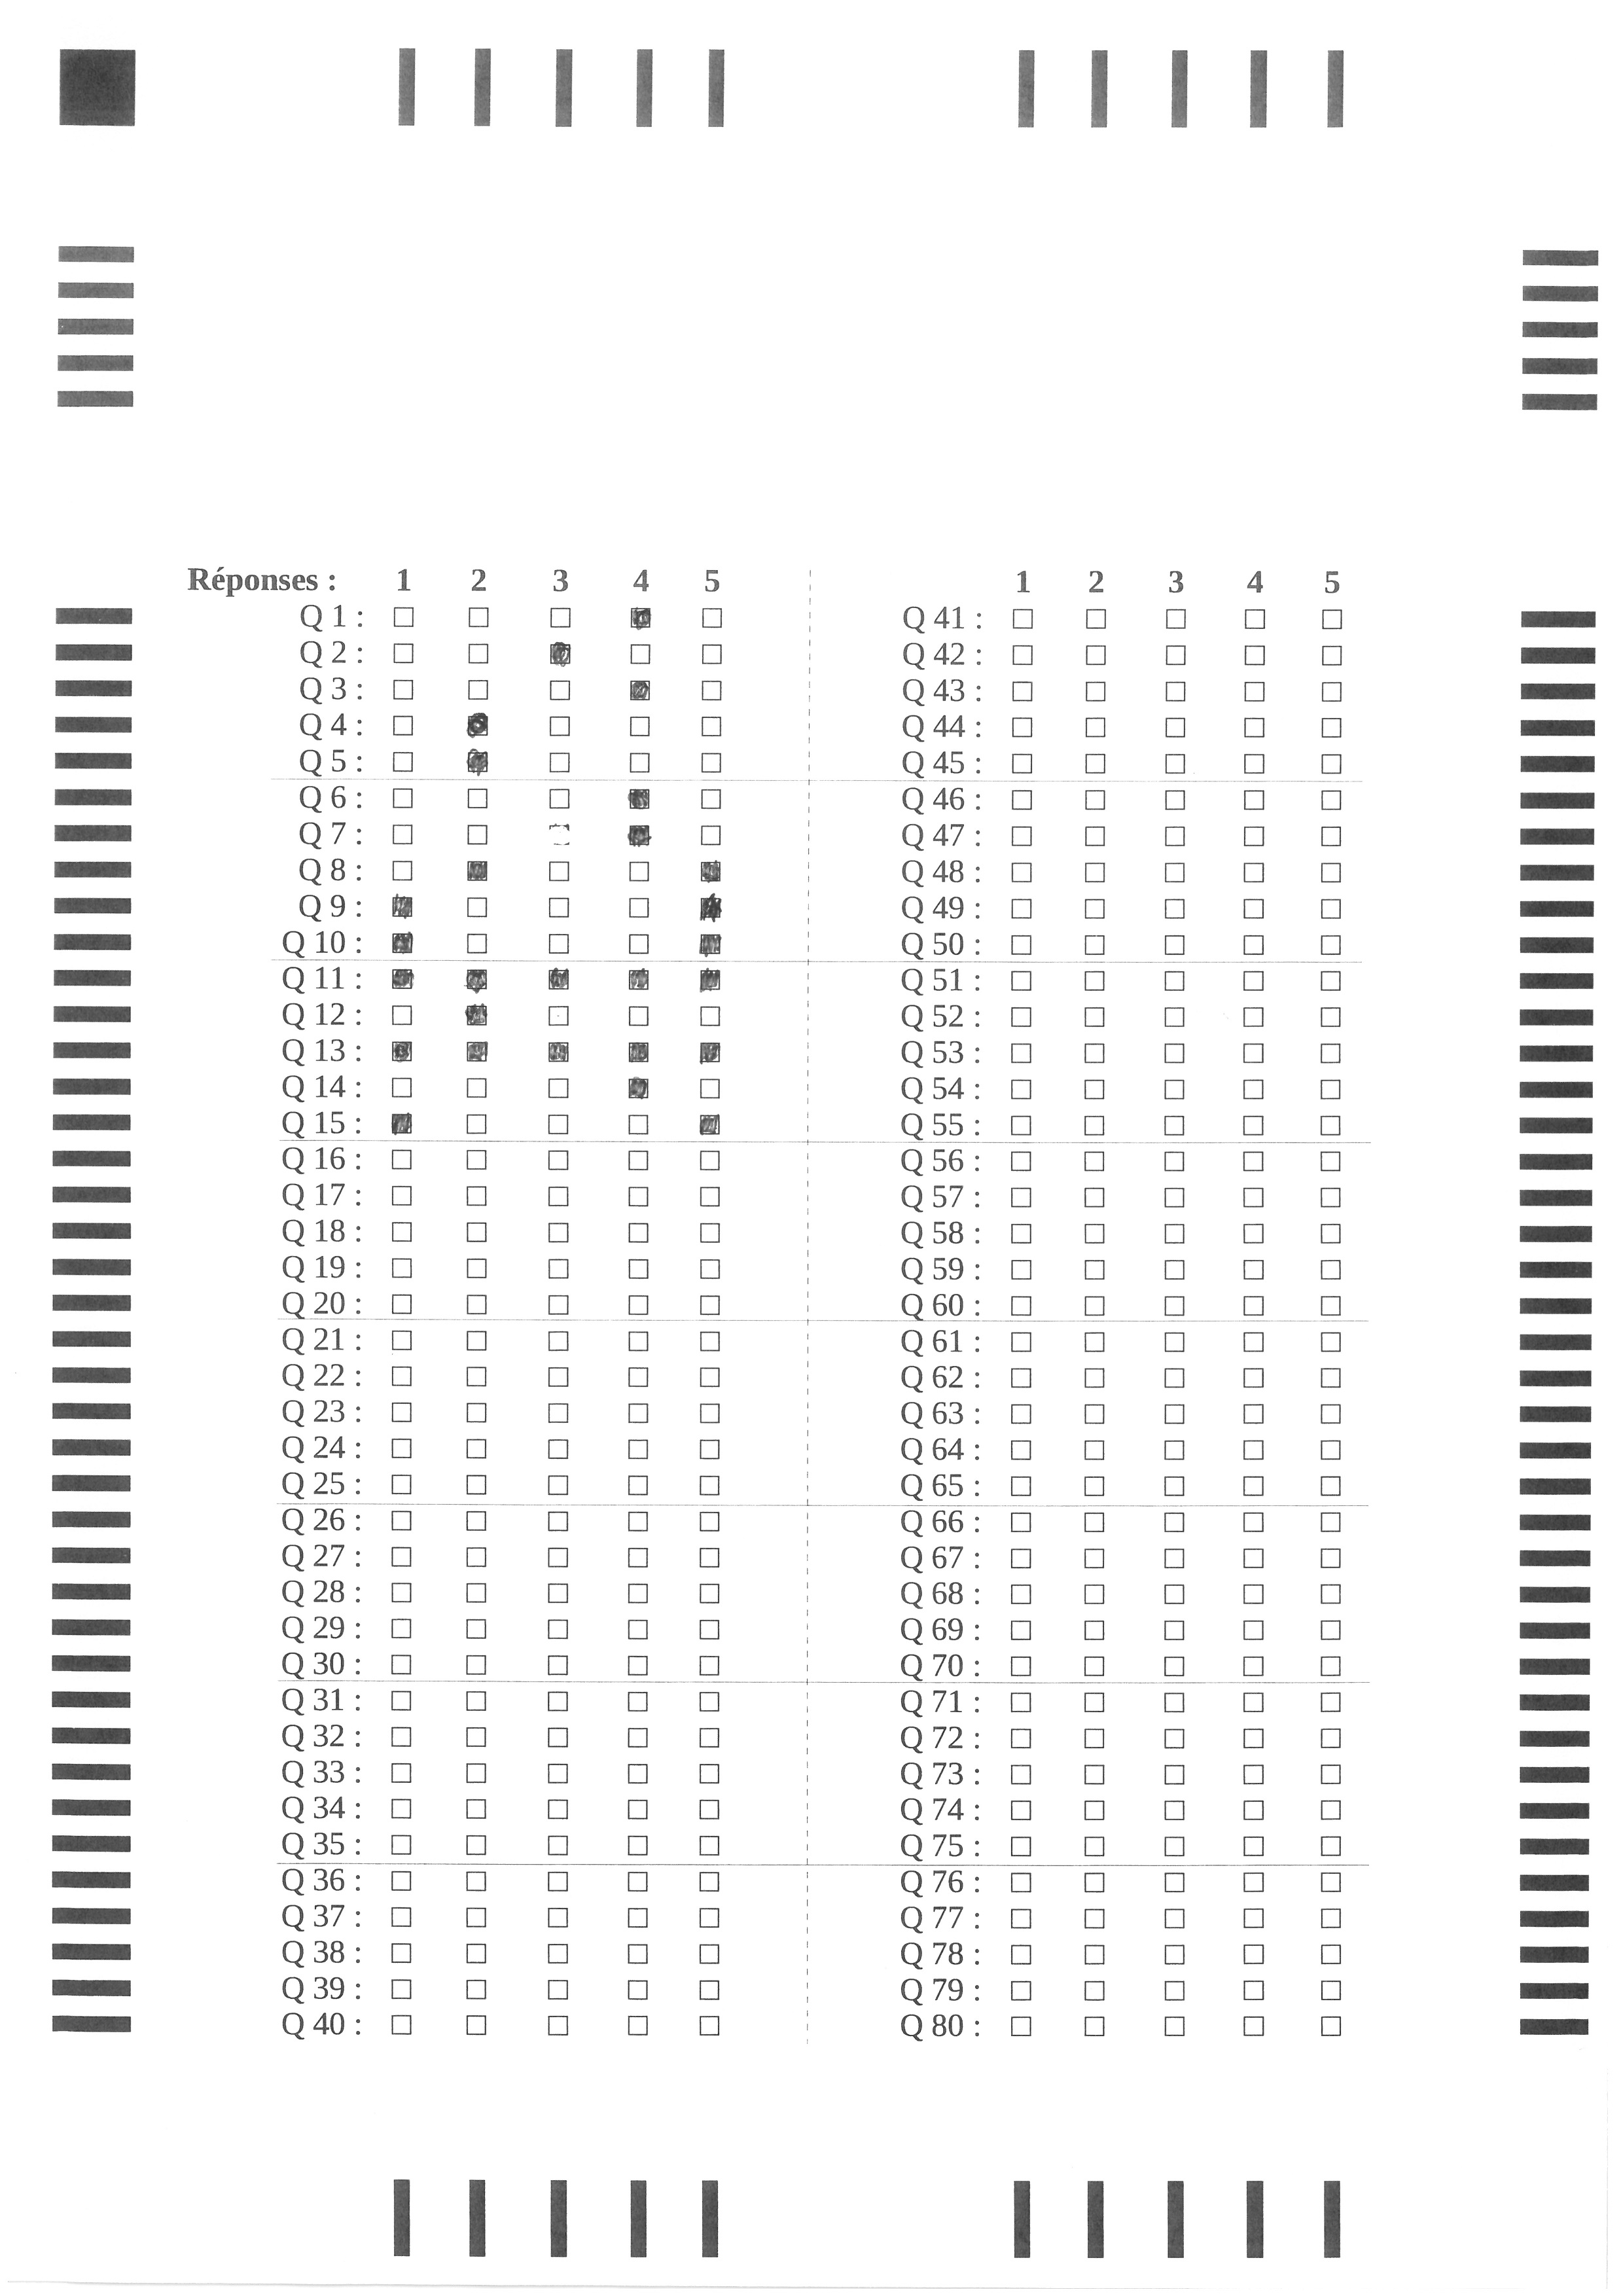 Réponses : 1 2 3 4 5 1 2 3 4 5
Q 1 : Q 41 :
Q 2 : Q 42 :
Q 3 : Q 43 :
Q 4 : Q 44 :
Q 5 : Q 45 :
Q 6 : Q 46 :
Q 7 : Q 47 :
Q 8 : Q 48 :
Q 9 : Q 49 :
Q 10 : Q 50 :
Q 11 : Q 51 :
Q 12 : Q 52 :
Q 13 : Q 53 :
Q 14 : Q 54 :
Q 15 : Q 55 :
Q 16 : Q 56 :
Q 17 : Q 57 :
Q 18 : Q 58 :
Q 19 : Q 59 :
Q 20 : Q 60 :
Q 21 : Q 61 :
Q 22 : Q 62 :
Q 23 : Q 63 :
Q 24 : Q 64 :
Q 25 : Q 65 :
Q 26 : Q 66 :
Q 27 : Q 67 :
Q 28 : Q 68 :
Q 29 : Q 69 :
Q 30 : Q 70 :
Q 31 : Q 71 :
Q 32 : Q 72 :
Q 33 : Q 73 :
Q 34 : Q 74 :
Q 35 : Q 75 :
Q 36 : Q 76 :
Q 37 : Q 77 :
Q 38 : Q 78 :
Q 39 : Q 79 :
Q 40 : Q 80 :